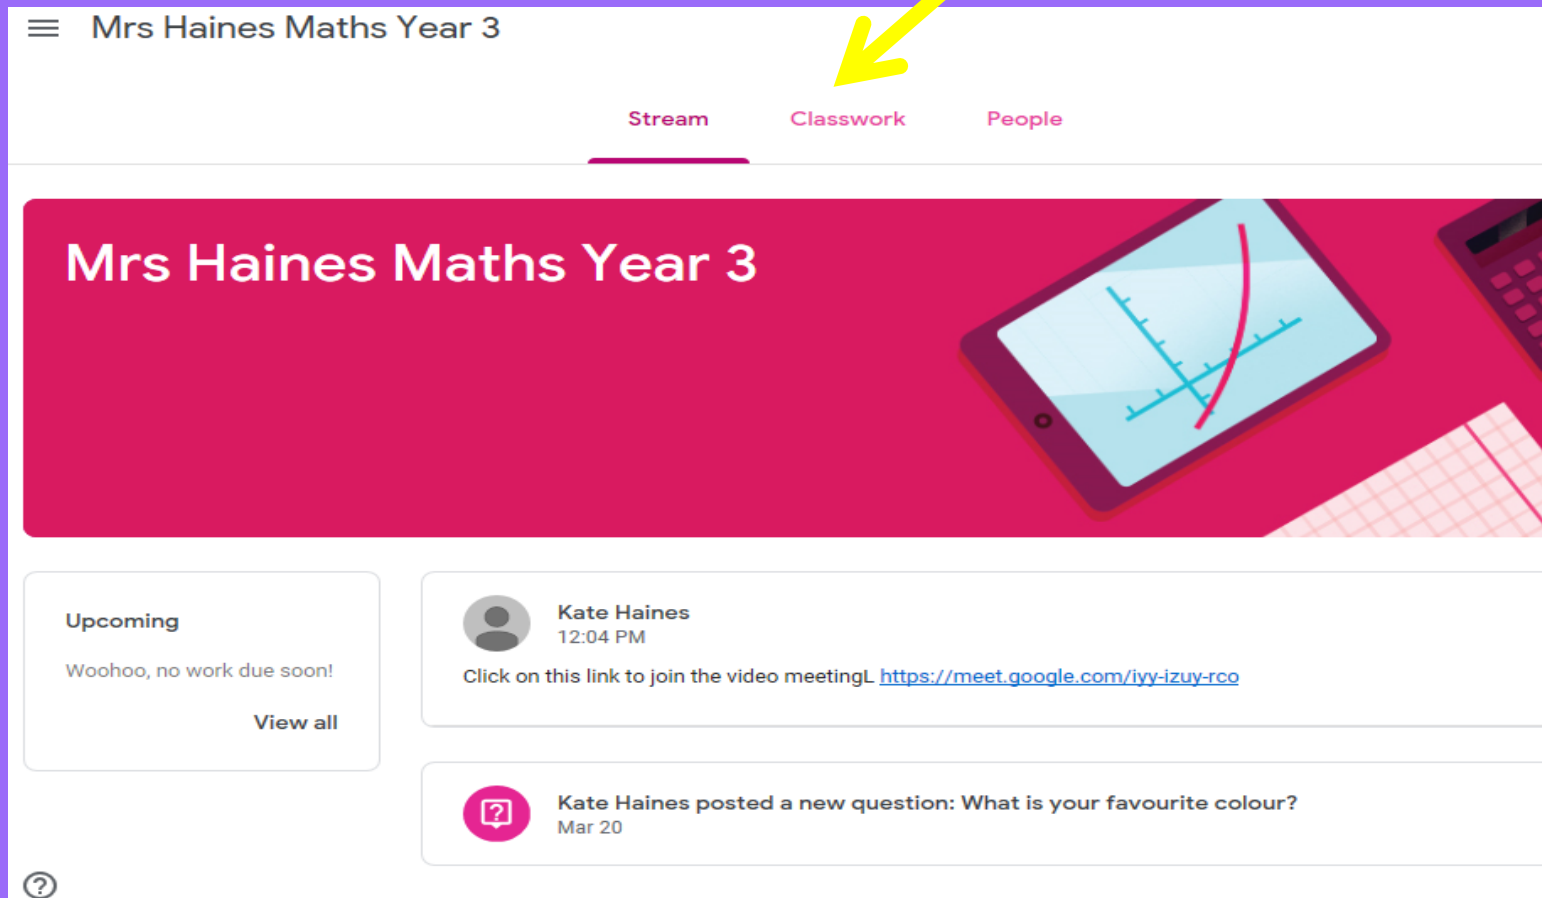 Mrs Haines Maths Year 3
Stream Classwork People
Mrs Haines Maths Year 3
Upcoming
Woohoo, no work due soon!
View all
Kate Haines
12:04 PM
Click on this link to join the video meetingL https://meet.google.com/iyy-izuy-rco
Kate Haines posted a new question: What is your favourite colour?
Mar 20